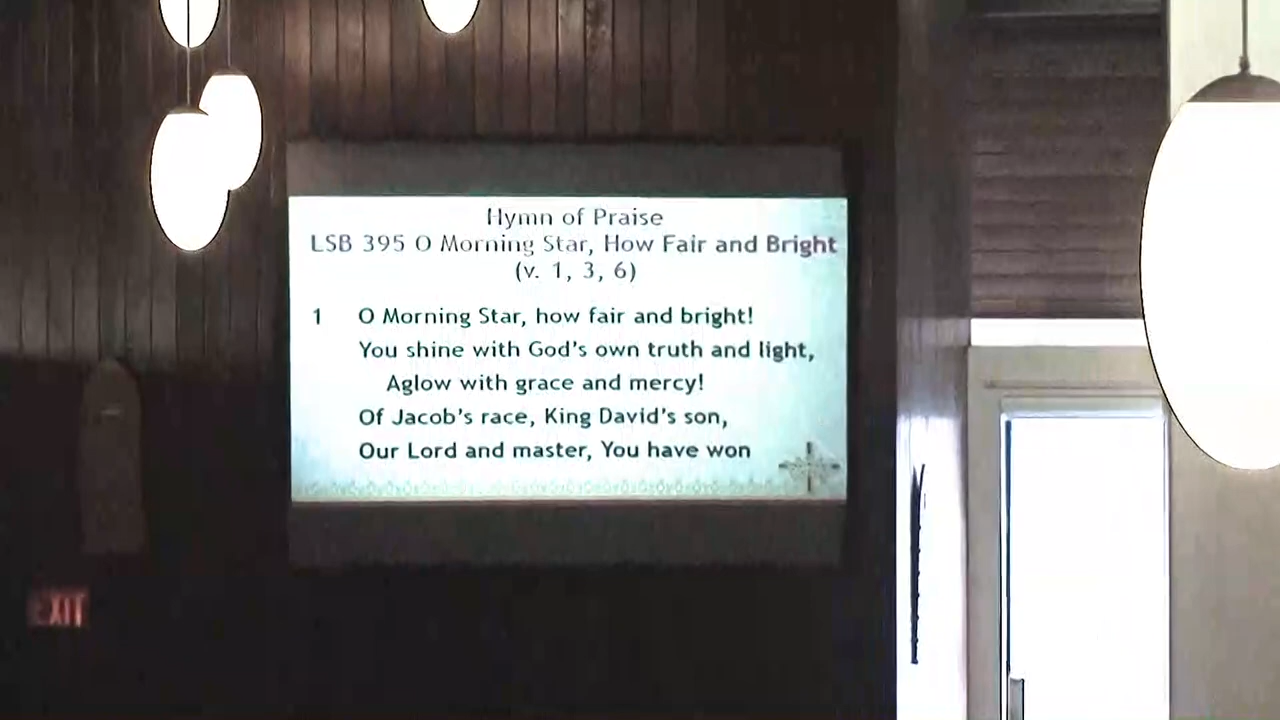 Hymn of Praise
LSB 395 O Morning Star, How Fair and Bright
(v. 1, 3, 6)
1 O Morning Star, how fair and bright!
You shine with God's own truth and light,
Aglow with grace and mercy!
Of Jacob's race, King David's son,
Our Lord and master, You have won
EXIT